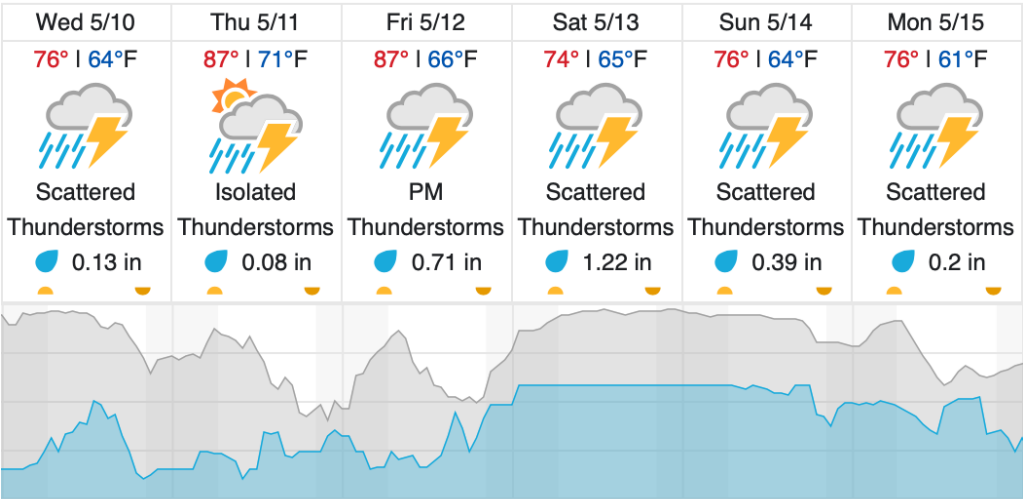 Wed 5/10 Thu 5/11 Fri 5/12 Sat 5/13 Sun 5/14 Mon 5/15
76° | 64°F 87° | 71°F 87° | 66°F 74° | 65°F 76° | 64°F 76° | 61°F
Scattered Isolated PM Scattered Scattered Scattered
Thunderstorms Thunderstorms Thunderstorms Thunderstorms Thunderstorms Thunderstorms
0.13 in 0.08 in 0.71 in 1.22 in 0.39 in 0.2 in